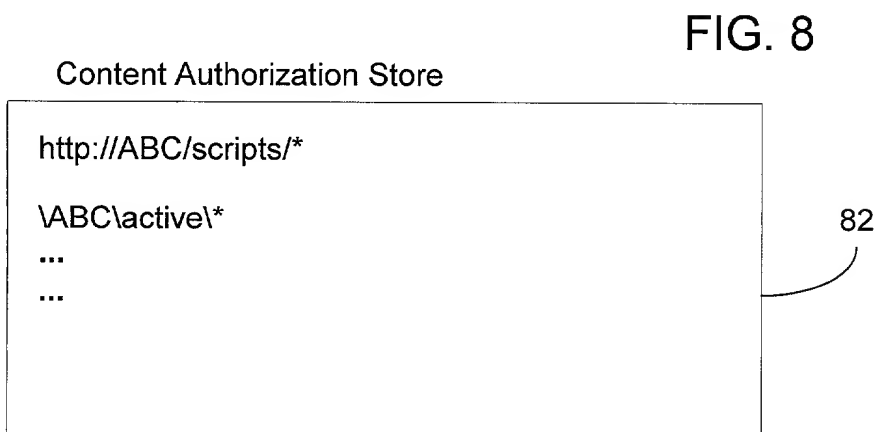 FIG. 8
Content Authorization Store
http://ABC/scripts/*
\ABC\active\*
...
...
82